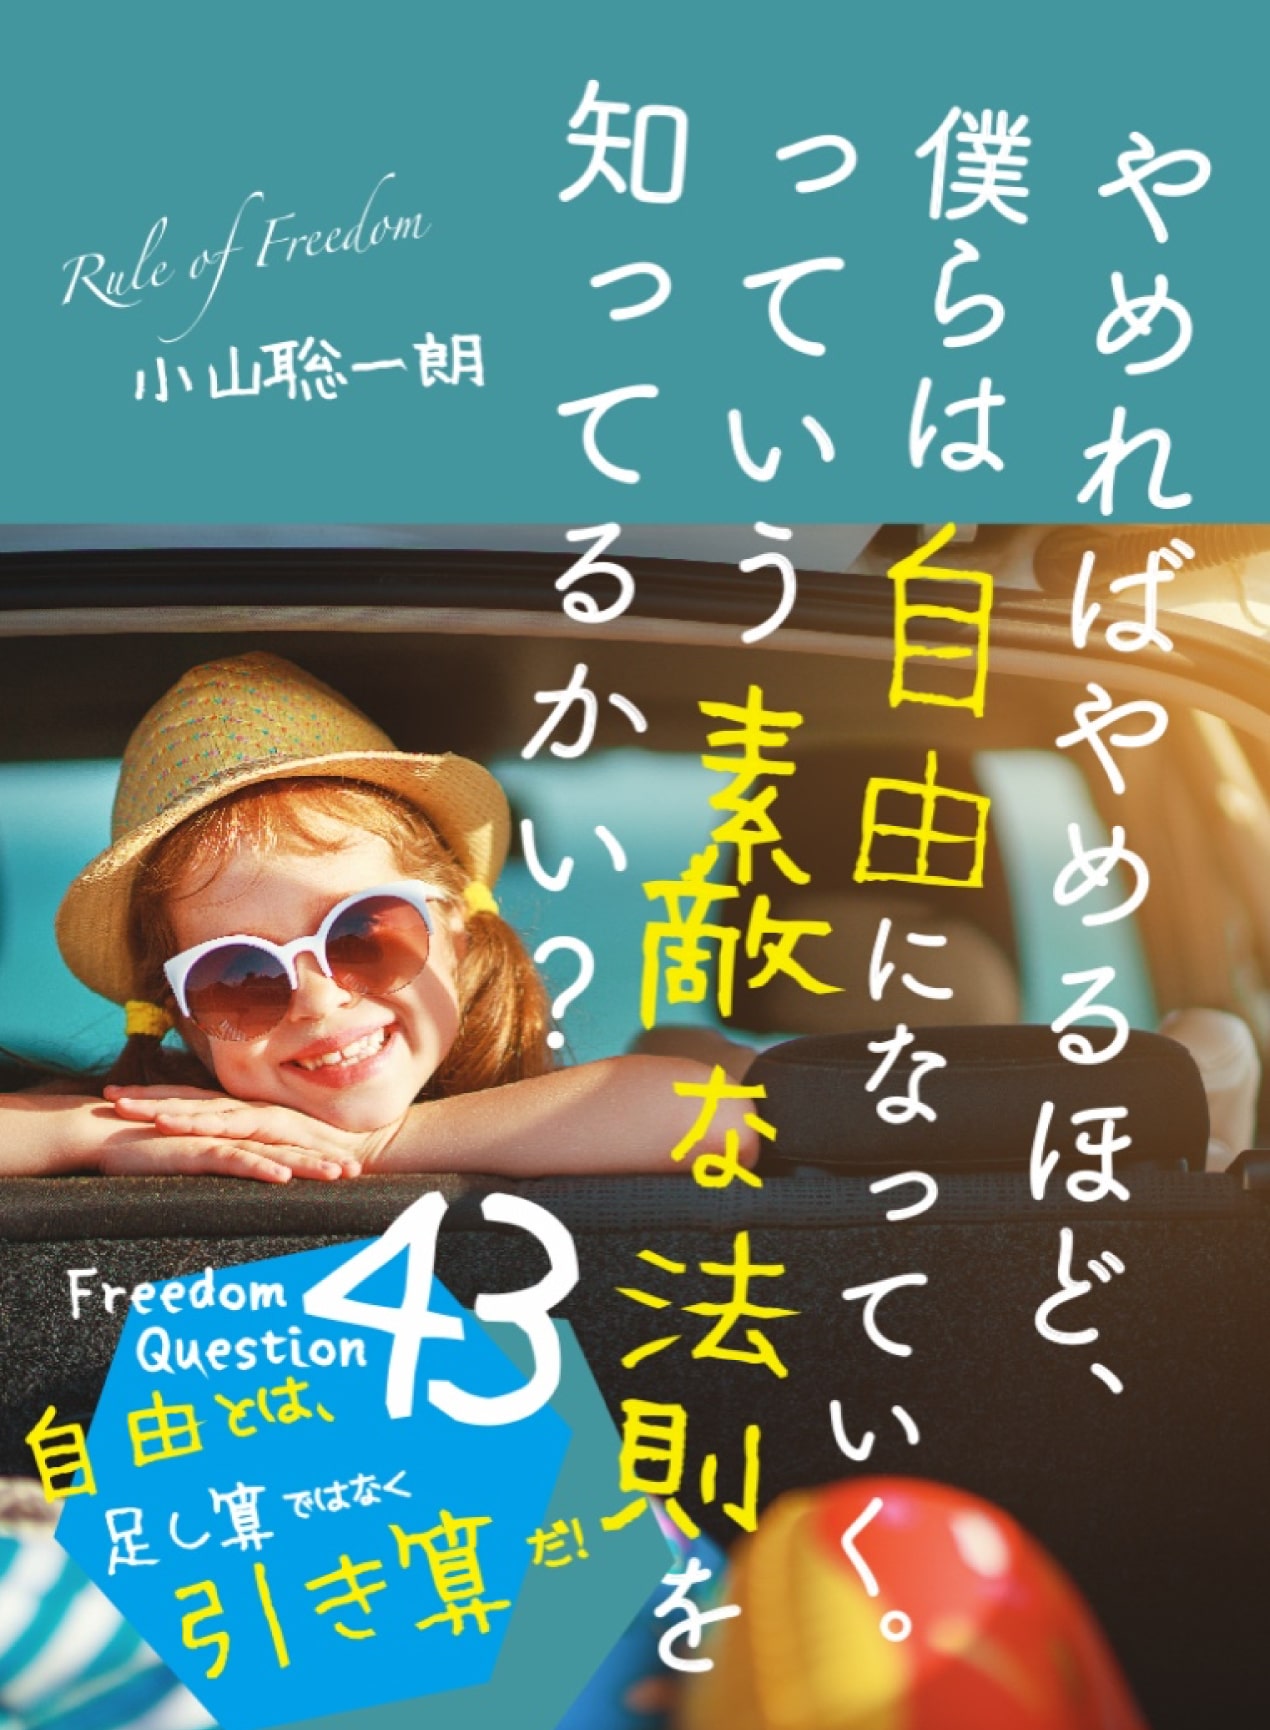 やめればやめるほど、
僕らは自由になっていく。
っていう素敵な法則を
知ってるかい？
Rule of Freedom
小山聡一朗
Freedom
Question
43
自由とは、
足し算ではなく
引き算だ！